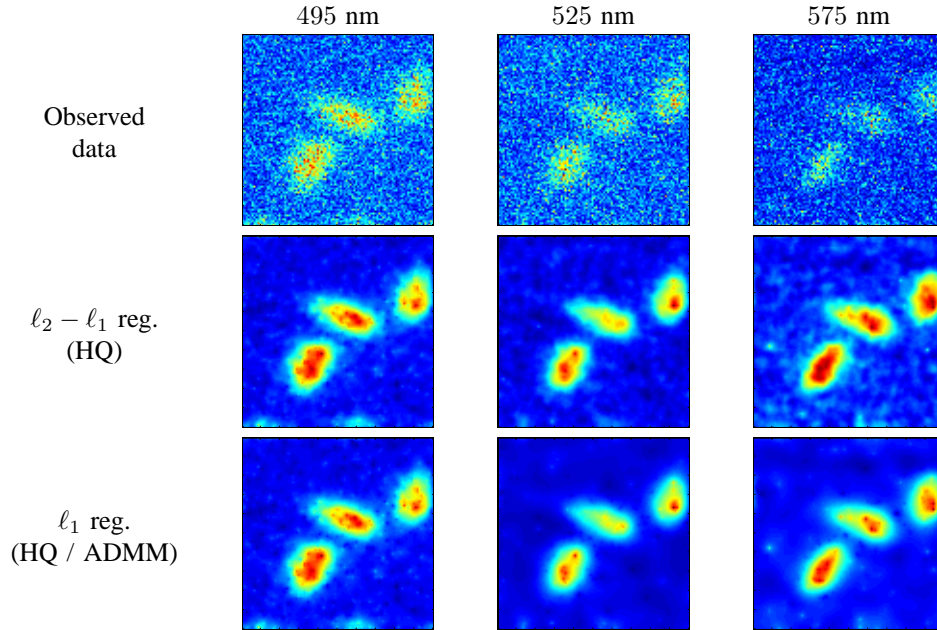 495 nm 525 nm 575 nm
Observed
data
ℓ₂ − ℓ₁ reg.
(HQ)
ℓ₁ reg.
(HQ / ADMM)